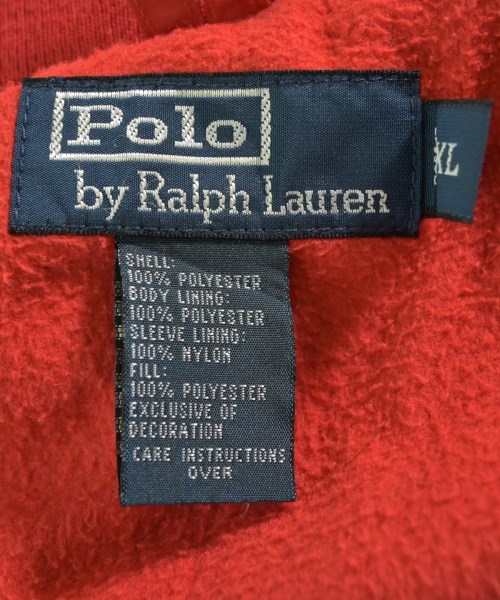 Polo
by Ralph Lauren
XL
SHELL:
100% POLYESTER
BODY LINING:
100% POLYESTER
SLEEVE LINING:
100% NYLON
FILL:
100% POLYESTER
EXCLUSIVE OF
DECORATION
CARE INSTRUCTIONS
OVER